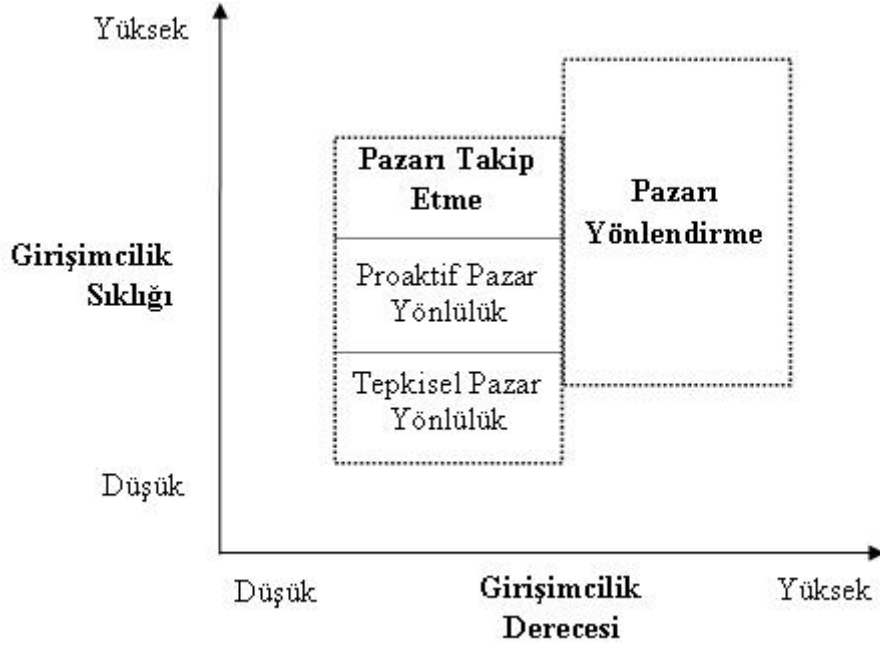 Yüksek
Pazarı Takip
Etme
Pazarı
Yönlendirme
Girişimcilik
Sıklığı
Proaktif Pazar
Yönlülük
Tepkisel Pazar
Yönlülük
Düşük
Düşük
Girişimcilik
Derecesi
Yüksek